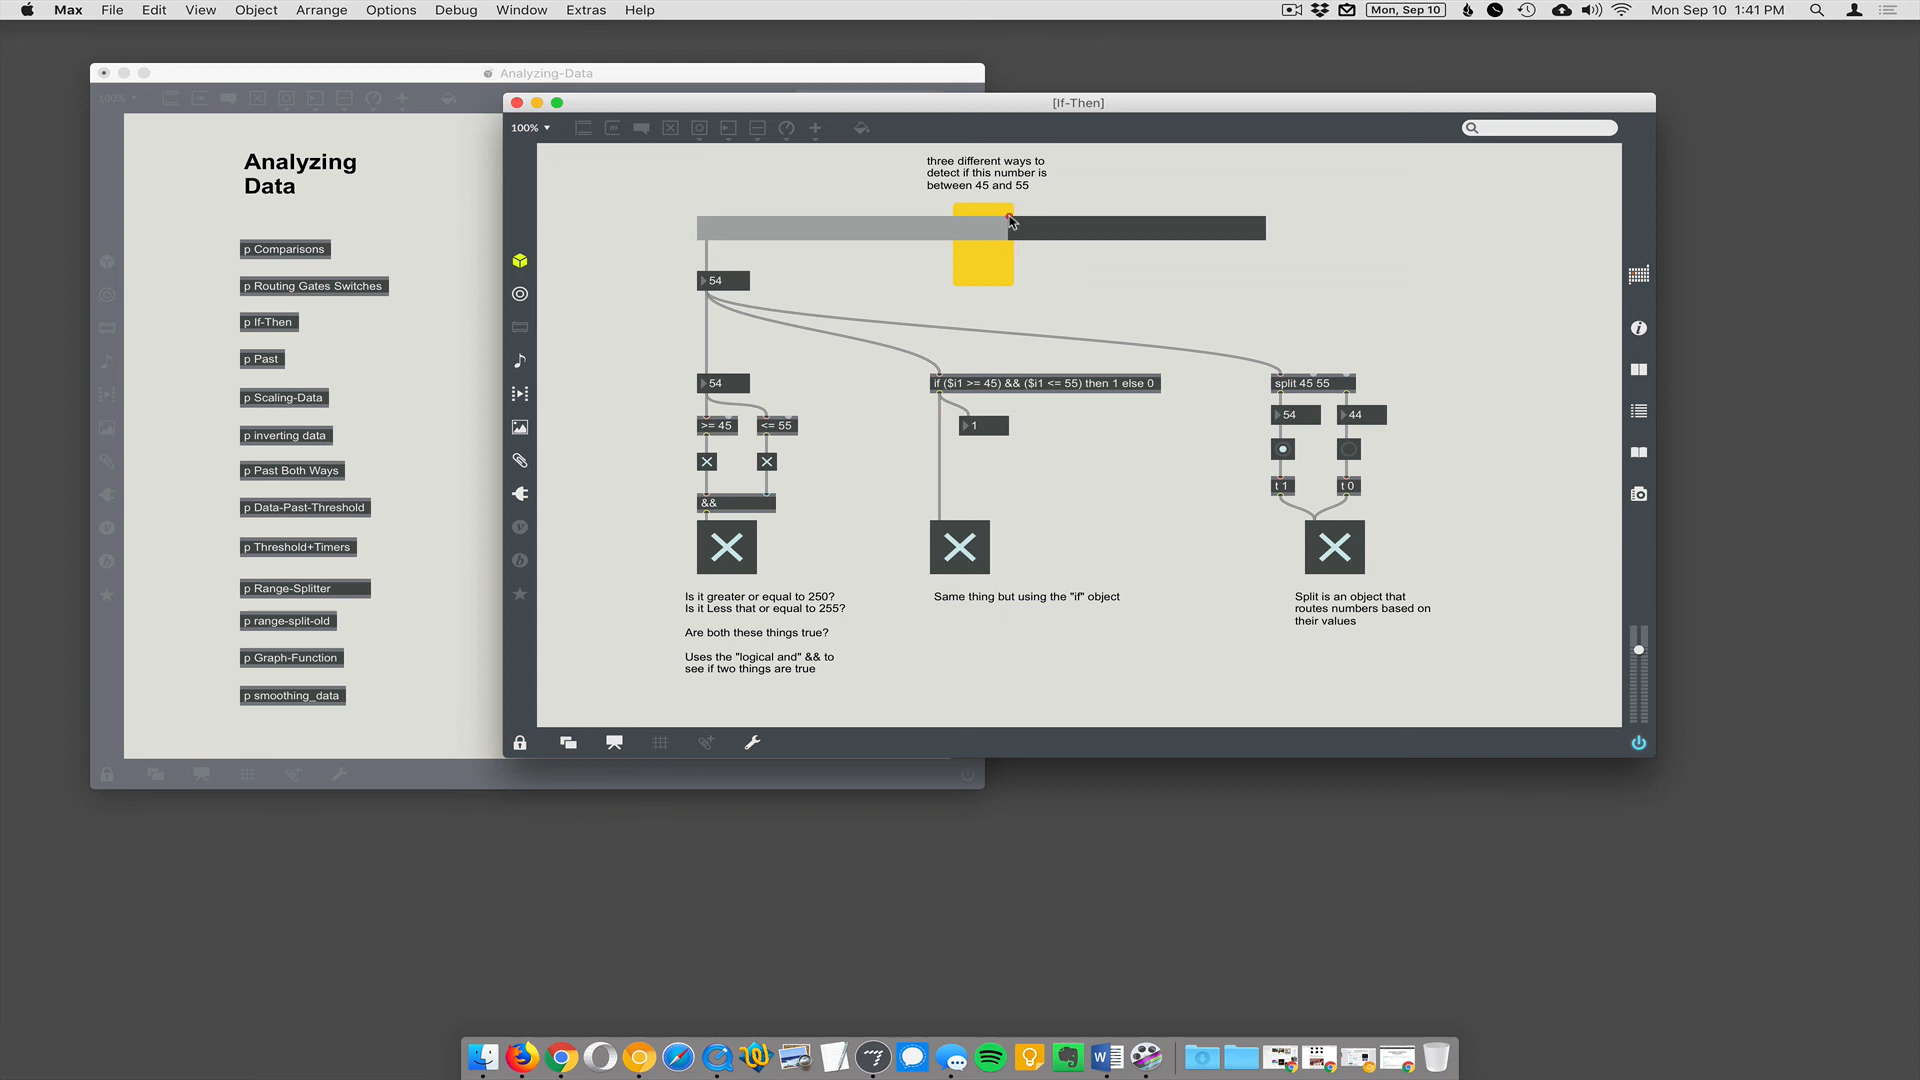 Max File Edit View Object Arrange Options Debug Window Extras Help
Mon, Sep 10
Mon Sep 10 1:41 PM
Analyzing-Data
100%
Analyzing
Data
p Comparisons
p Routing Gates Switches
p If-Then
p Past
p Scaling-Data
p inverting data
p Past Both Ways
p Data-Past-Threshold
p Threshold+Timers
p Range-Splitter
p range-split-old
p Graph-Function
p smoothing_data
[If-Then]
100%
three different ways to
detect if this number is
between 45 and 55
54
54
>= 45
<= 55
&&
Is it greater or equal to 250?
Is it Less that or equal to 255?
Are both these things true?
Uses the "logical and" && to
see if two things are true
if ($i1 >= 45) && ($i1 <= 55) then 1 else 0
1
Same thing but using the "if" object
split 45 55
54
44
t 1
t 0
Split is an object that
routes numbers based on
their values